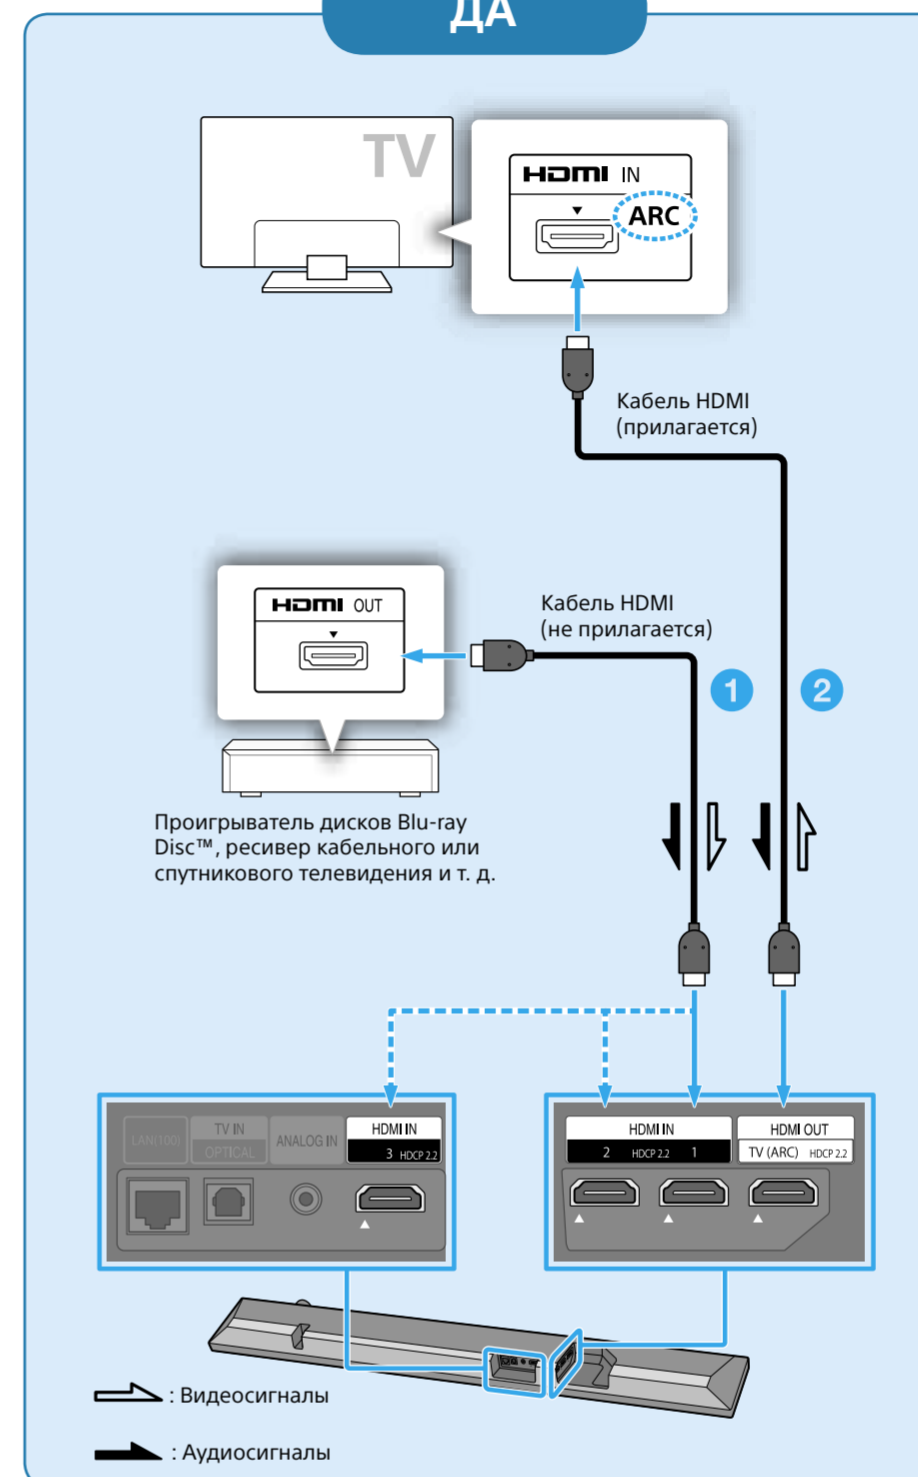 ДА
TV
HDMI IN
ARC
Кабель HDMI
(прилагается)
HDMI OUT
Кабель HDMI
(не прилагается)
1
2
Проигрыватель дисков Blu-ray
Disc™, ресивер кабельного или
спутникового телевидения и т. д.
LAN(100)
TV IN
OPTICAL
ANALOG IN
HDMI IN
3 HDCP 2.2
HDMI IN
2 HDCP 2.2 1
HDMI OUT
TV (ARC) HDCP 2.2
: Видеосигналы
: Аудиосигналы